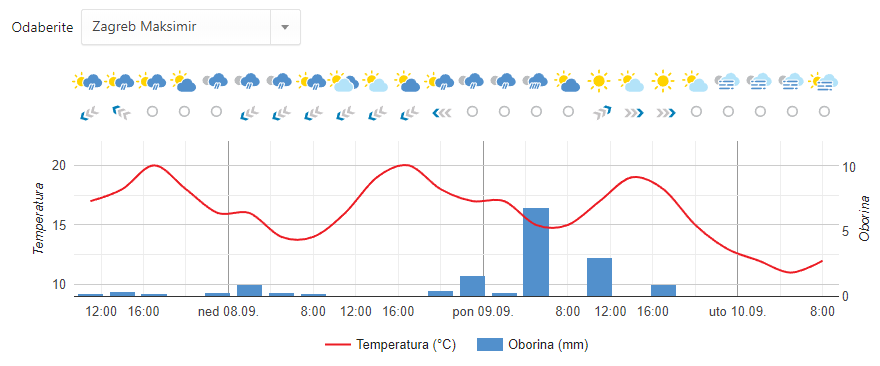 Odaberite Zagreb Maksimir
Temperatura
20
15
10
10
5
0
Oborina
12:00 16:00 ned 08.09. 8:00 12:00 16:00 pon 09.09. 8:00 12:00 16:00 uto 10.09. 8:00
Temperatura (°C) Oborina (mm)